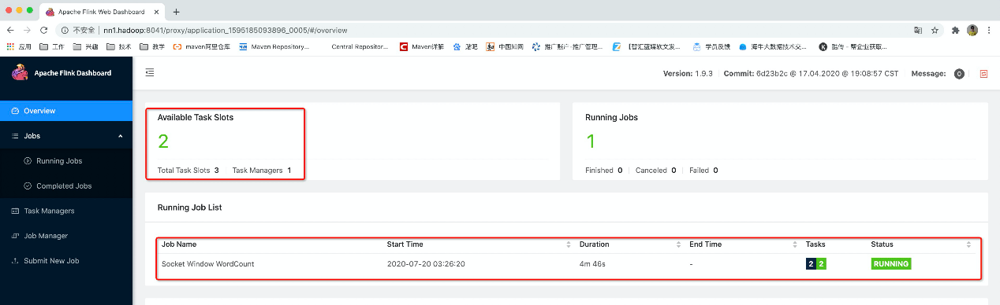 Apache Flink Web Dashboard
不安全 | nn1.hadoop:8041/proxy/application_1595185093896_0005/#/overview
应用 工作 兴趣 技术 教学 maven阿里仓库 Maven Repository... Central Repositor... Maven详解 贴吧 中国知网 推广账户-推广管理... 【智汇蓝媒软文发... 学员反馈 海牛大数据技术交... 酷传 - 帮企业获取...
Apache Flink Dashboard
Version: 1.9.3 Commit: 6d23b2c @ 17.04.2020 @ 19:08:57 CST Message: 0
Overview
Jobs
Running Jobs
Completed Jobs
Task Managers
Job Manager
Submit New Job
Available Task Slots
2
Total Task Slots 3 Task Managers 1
Running Jobs
1
Finished 0 Canceled 0 Failed 0
Running Job List
Job Name Start Time Duration End Time Tasks Status
Socket Window WordCount 2020-07-20 03:26:20 4m 46s - 2 2 RUNNING